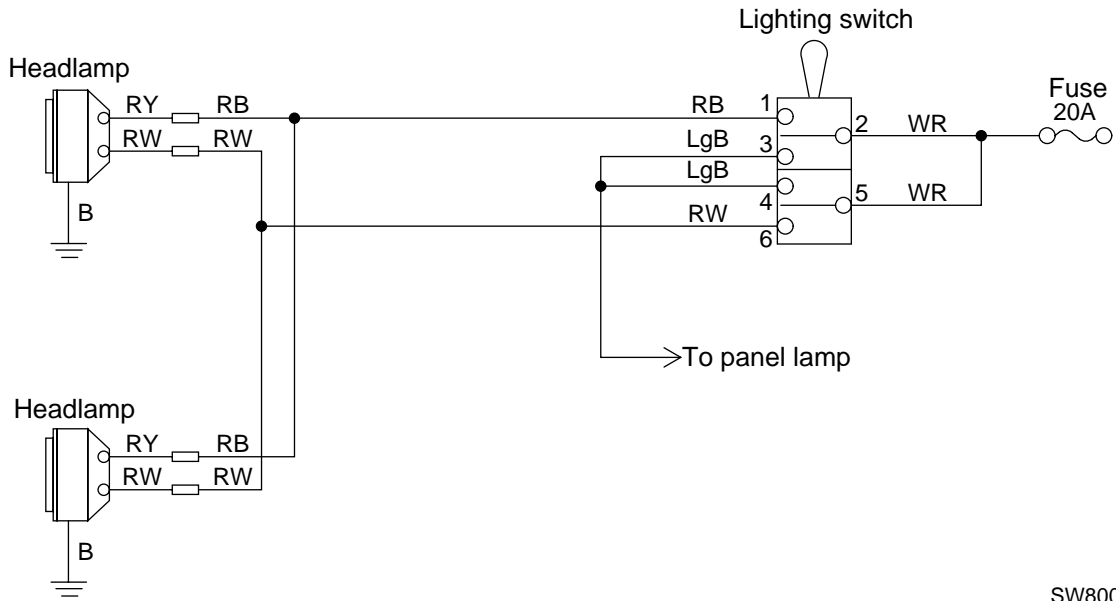 Lighting switch
Headlamp
Fuse
20A
RY RB
RB 1
2 WR
RW RW
LgB 3
LgB
B
4 5 WR
RW
6
To panel lamp
Headlamp
RY RB
RW RW
B
SW800